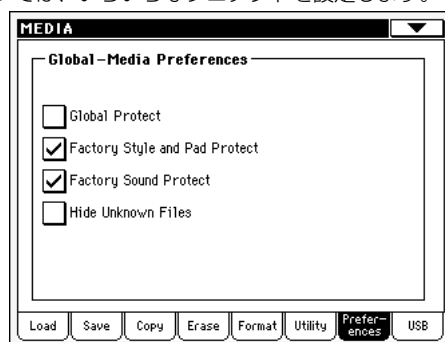 MEDIA
Global-Media Preferences
Global Protect
Factory Style and Pad Protect
Factory Sound Protect
Hide Unknown Files
Load Save Copy Erase Format Utility Prefer-ences USB